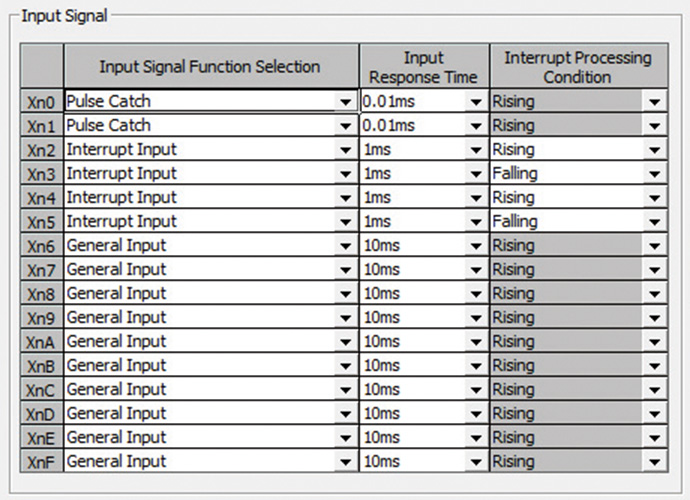 Input Signal
Input Signal Function Selection Input Response Time Interrupt Processing Condition
Xn0 Pulse Catch 0.01ms Rising
Xn1 Pulse Catch 0.01ms Rising
Xn2 Interrupt Input 1ms Rising
Xn3 Interrupt Input 1ms Falling
Xn4 Interrupt Input 1ms Rising
Xn5 Interrupt Input 1ms Falling
Xn6 General Input 10ms Rising
Xn7 General Input 10ms Rising
Xn8 General Input 10ms Rising
Xn9 General Input 10ms Rising
XnA General Input 10ms Rising
XnB General Input 10ms Rising
XnC General Input 10ms Rising
XnD General Input 10ms Rising
XnE General Input 10ms Rising
XnF General Input 10ms Rising